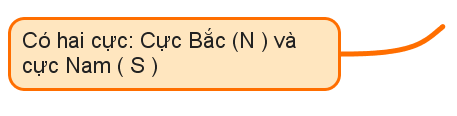 Có hai cực: Cực Bắc (N ) và
cực Nam ( S )